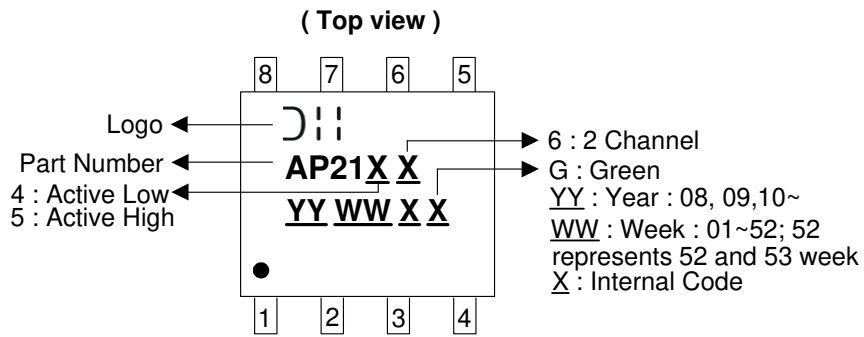 ( Top view )
8 7 6 5
Logo
Part Number
4 : Active Low
5 : Active High
AP21X X
YY WW X X
6 : 2 Channel
G : Green
YY : Year : 08, 09,10~
WW : Week : 01~52; 52
represents 52 and 53 week
X : Internal Code
1 2 3 4